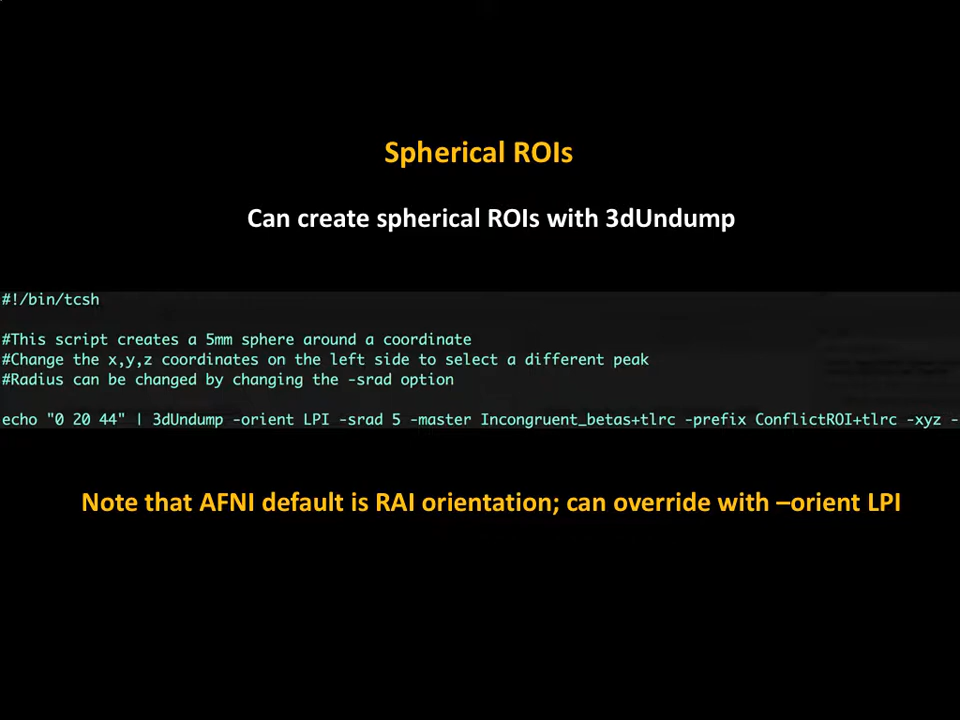 Spherical ROIs
Can create spherical ROIs with 3dUndump
#!/bin/tcsh
#This script creates a 5mm sphere around a coordinate
#Change the x,y,z coordinates on the left side to select a different peak
#Radius can be changed by changing the -srad option
echo "0 20 44" | 3dUndump -orient LPI -srad 5 -master Incongruent_betas+tlrc -prefix ConflictROI+tlrc -xyz -
Note that AFNI default is RAI orientation; can override with –orient LPI